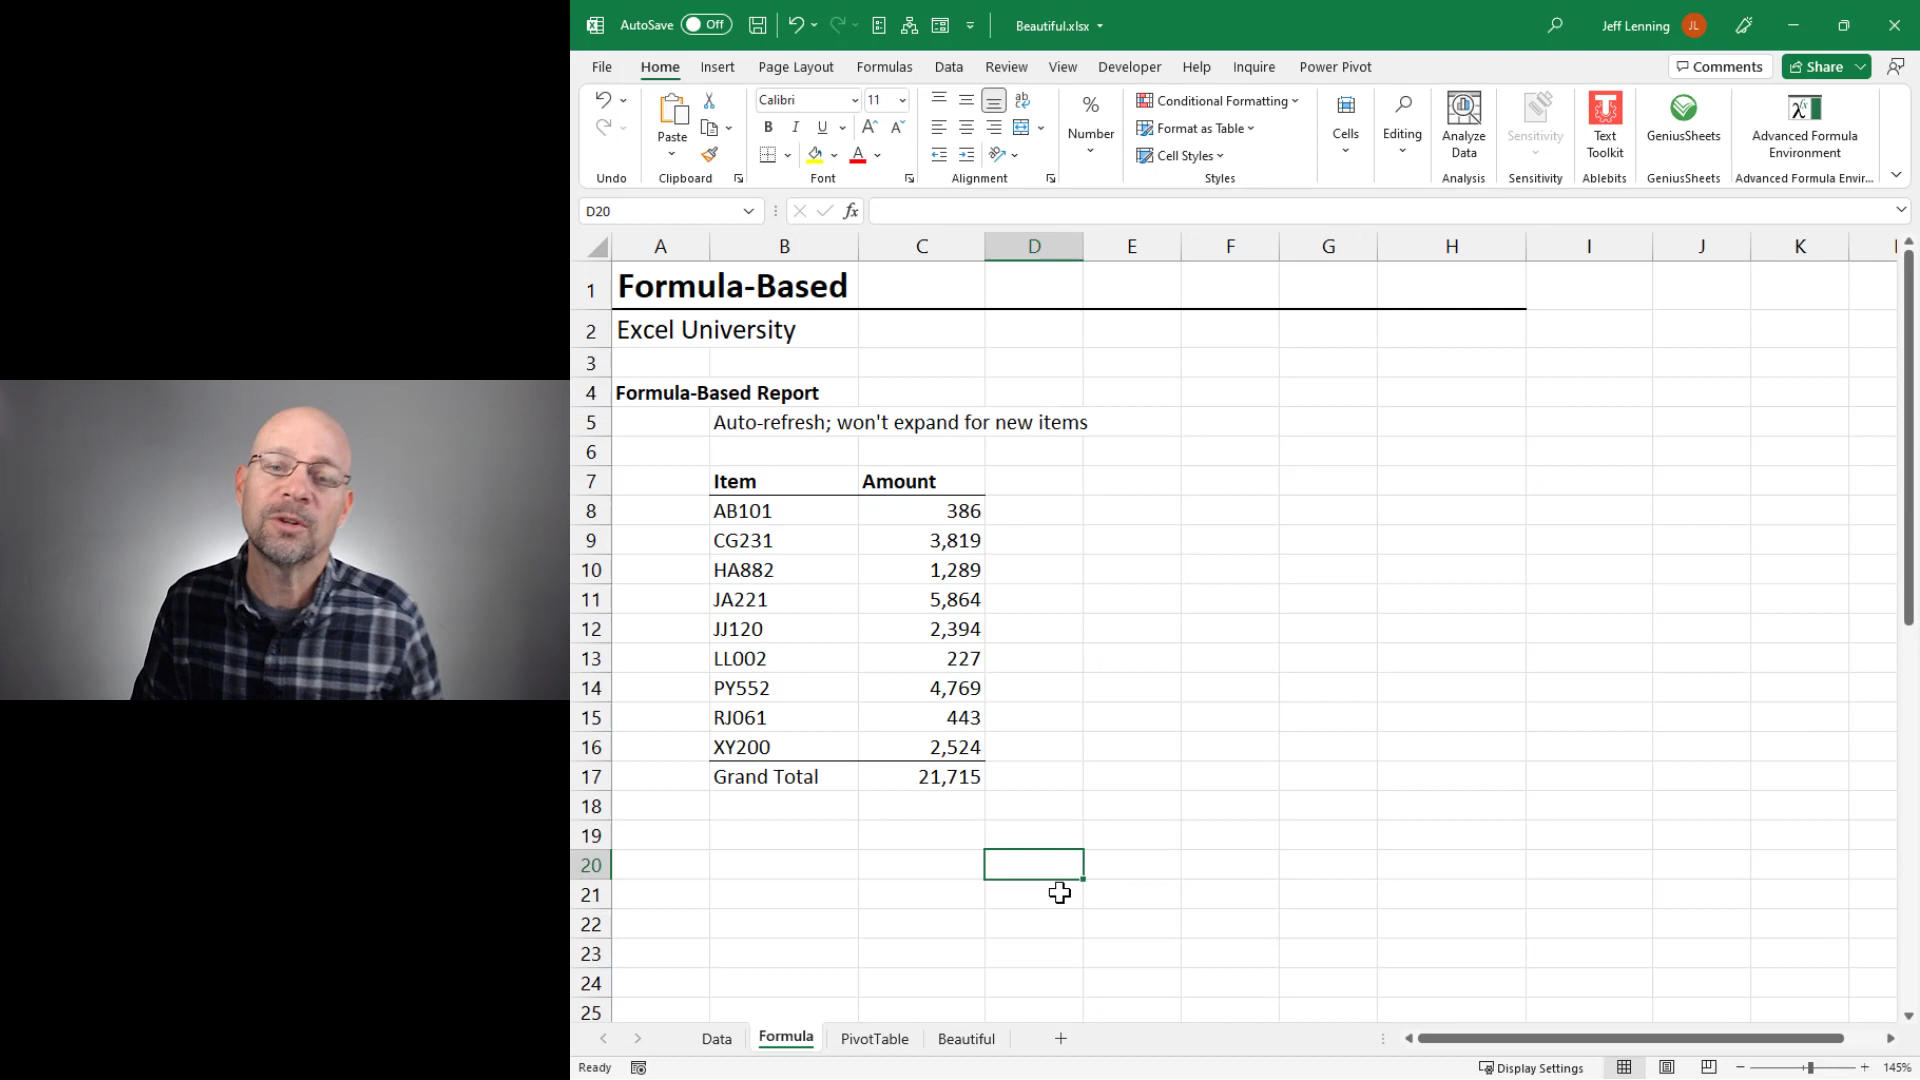 AutoSave Off Beautiful.xlsx Jeff Lenning JL
File Home Insert Page Layout Formulas Data Review View Developer Help Inquire Power Pivot Comments Share
Calibri 11 ab Conditional Formatting
Paste B I U A A Number Format as Table Cells Editing Analyze Data Sensitivity Text Toolkit GeniusSheets Advanced Formula Environment
A Cell Styles
Undo Clipboard Font Alignment Styles Analysis Sensitivity Ablebits GeniusSheets Advanced Formula Envir...
D20 fx
A B C D E F G H I J K
1 Formula-Based
2 Excel University
3
4 Formula-Based Report
5 Auto-refresh; won't expand for new items
6
7 Item Amount
8 AB101 386
9 CG231 3,819
10 HA882 1,289
11 JA221 5,864
12 JJ120 2,394
13 LL002 227
14 PY552 4,769
15 RJ061 443
16 XY200 2,524
17 Grand Total 21,715
18
19
20
21
22
23
24
25
Data Formula PivotTable Beautiful
Ready Display Settings 145%